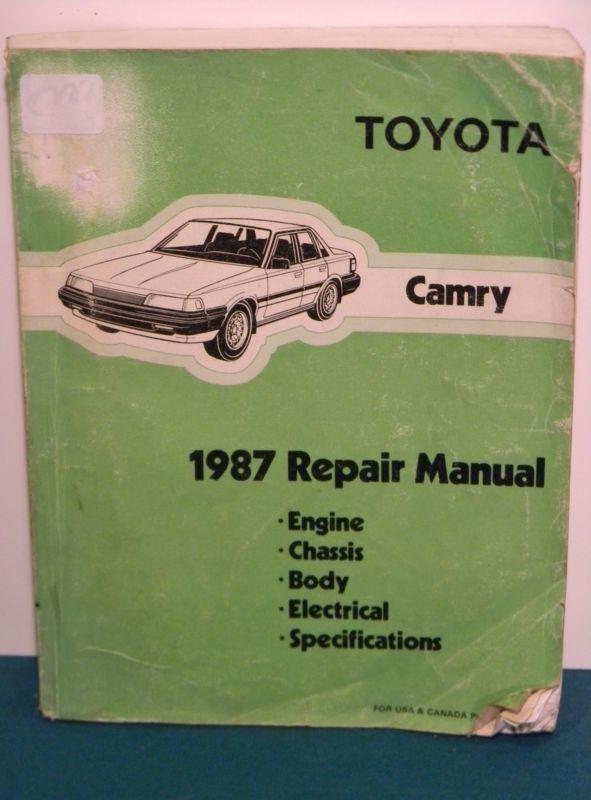 TOYOTA
Camry
1987 Repair Manual
· Engine
· Chassis
· Body
· Electrical
· Specifications
FOR USA & CANADA